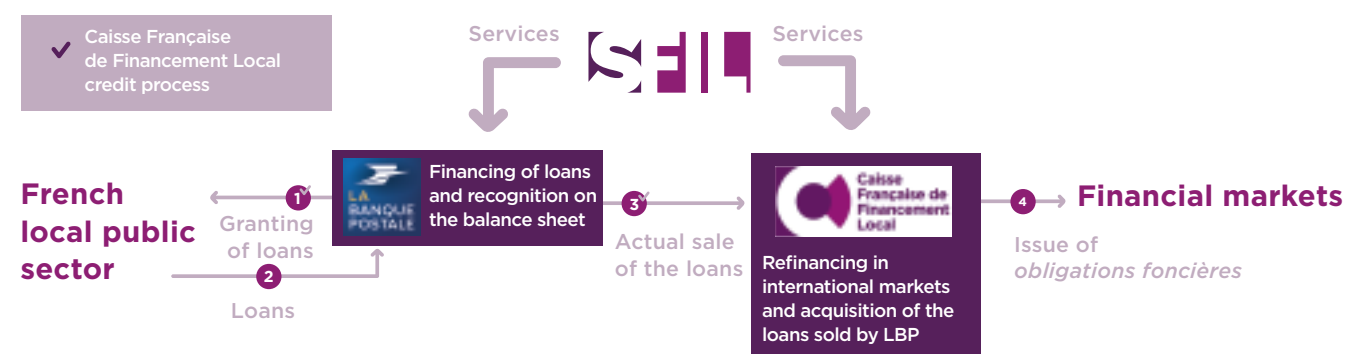 Caisse Française
de Financement Local
credit process
Services
SFIL
Services
French
local public
sector
1
Granting
of loans
2
Loans
LA
BANQUE
POSTALE
Financing of loans
and recognition on
the balance sheet
3
Actual sale
of the loans
Caisse
Française de
Financement
Local
Refinancing in
international markets
and acquisition of the
loans sold by LBP
4
Financial markets
Issue of
obligations foncières